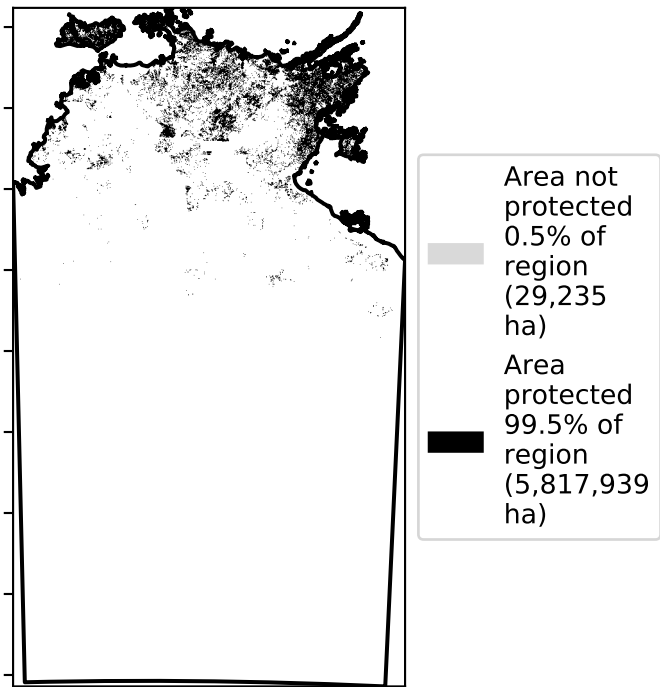 Area not
protected
0.5% of
region
(29,235
ha)
Area
protected
99.5% of
region
(5,817,939
ha)